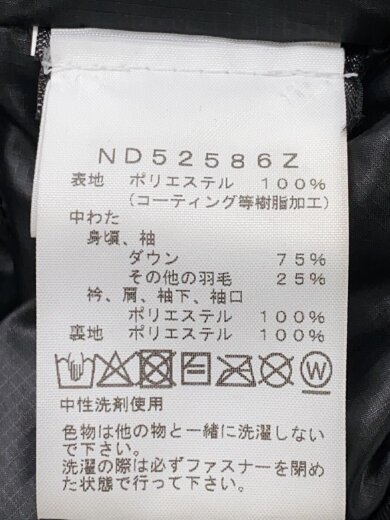 ND52586Z
表地 ポリエステル 100%
(コーティング等樹脂加工)
中わた
身頃、袖
ダウン 75%
その他の羽毛 25%
衿、肩、袖下、袖口
ポリエステル 100%
裏地 ポリエステル 100%
W
中性洗剤使用
色物は他の物と一緒に洗濯しない
で下さい。
洗濯の際は必ずファスナーを閉め
た状態で行って下さい。